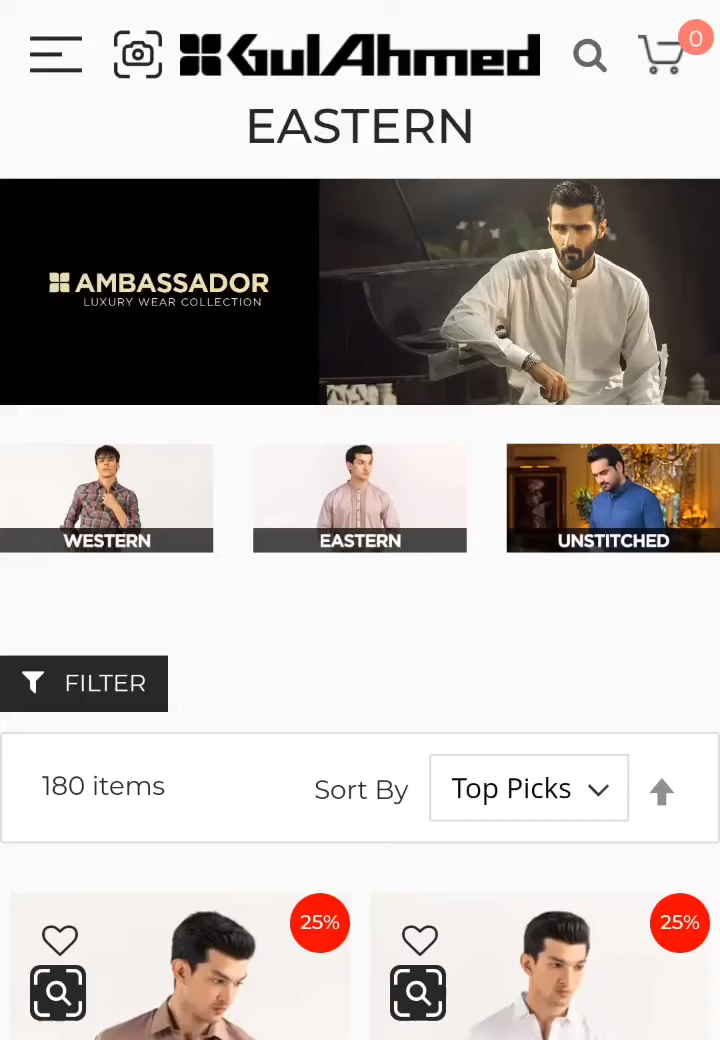 GulAhmed
0
EASTERN
AMBASSADOR
LUXURY WEAR COLLECTION
WESTERN
EASTERN
UNSTITCHED
FILTER
180 items
Sort By
Top Picks
25%
25%